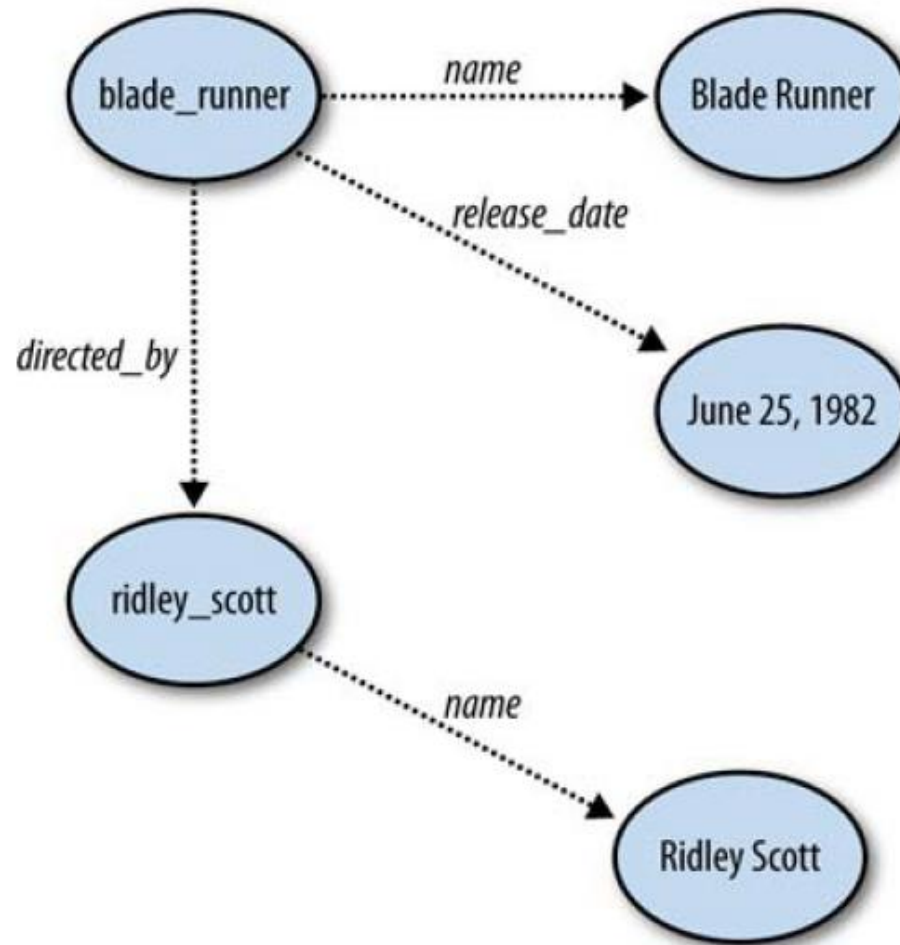 blade_runner
name
Blade Runner
release_date
directed_by
June 25, 1982
ridley_scott
name
Ridley Scott